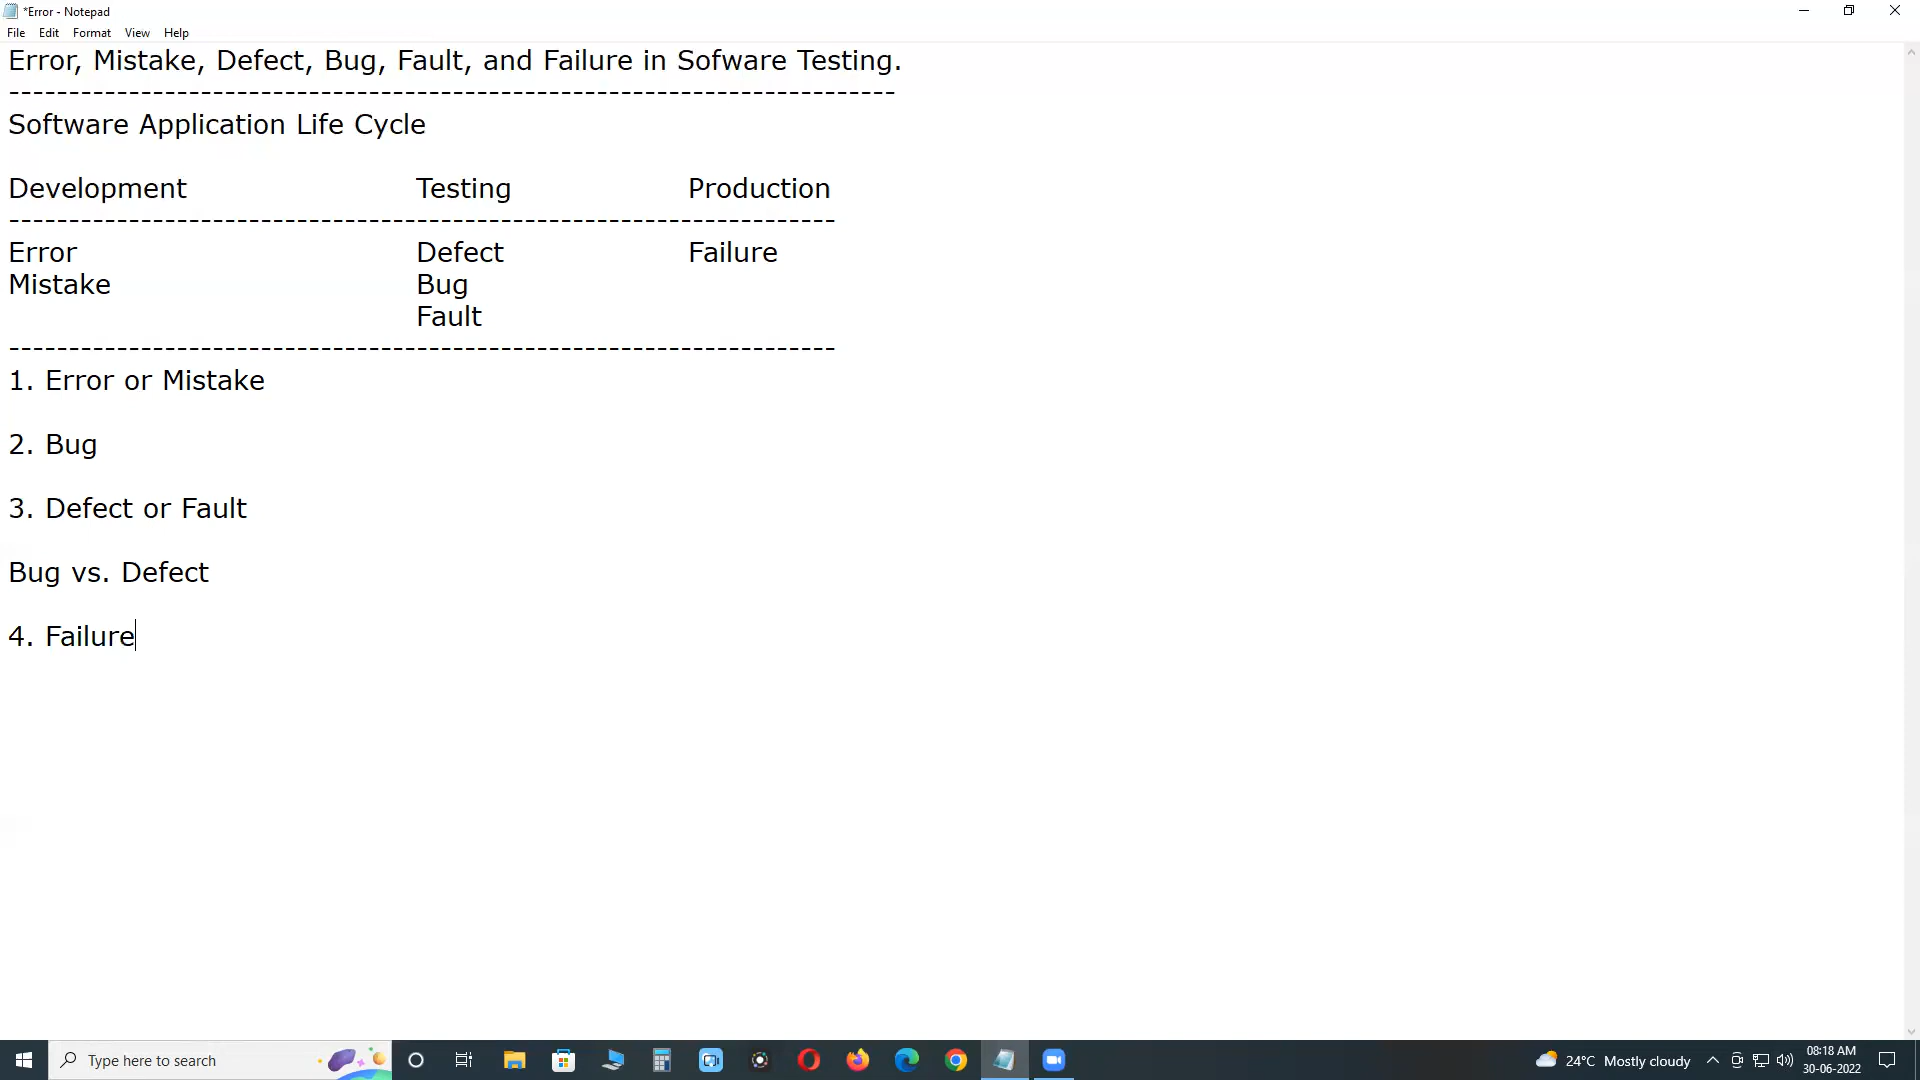 *Error - Notepad
File Edit Format View Help
Error, Mistake, Defect, Bug, Fault, and Failure in Sofware Testing.
--------------------------------------------------------------------------
Software Application Life Cycle
Development Testing Production
---------------------------------------------------------------------
Error Defect Failure
Mistake Bug
Fault
---------------------------------------------------------------------
1. Error or Mistake
2. Bug
3. Defect or Fault
Bug vs. Defect
4. Failure
Type here to search
24°C Mostly cloudy
08:18 AM
30-06-2022